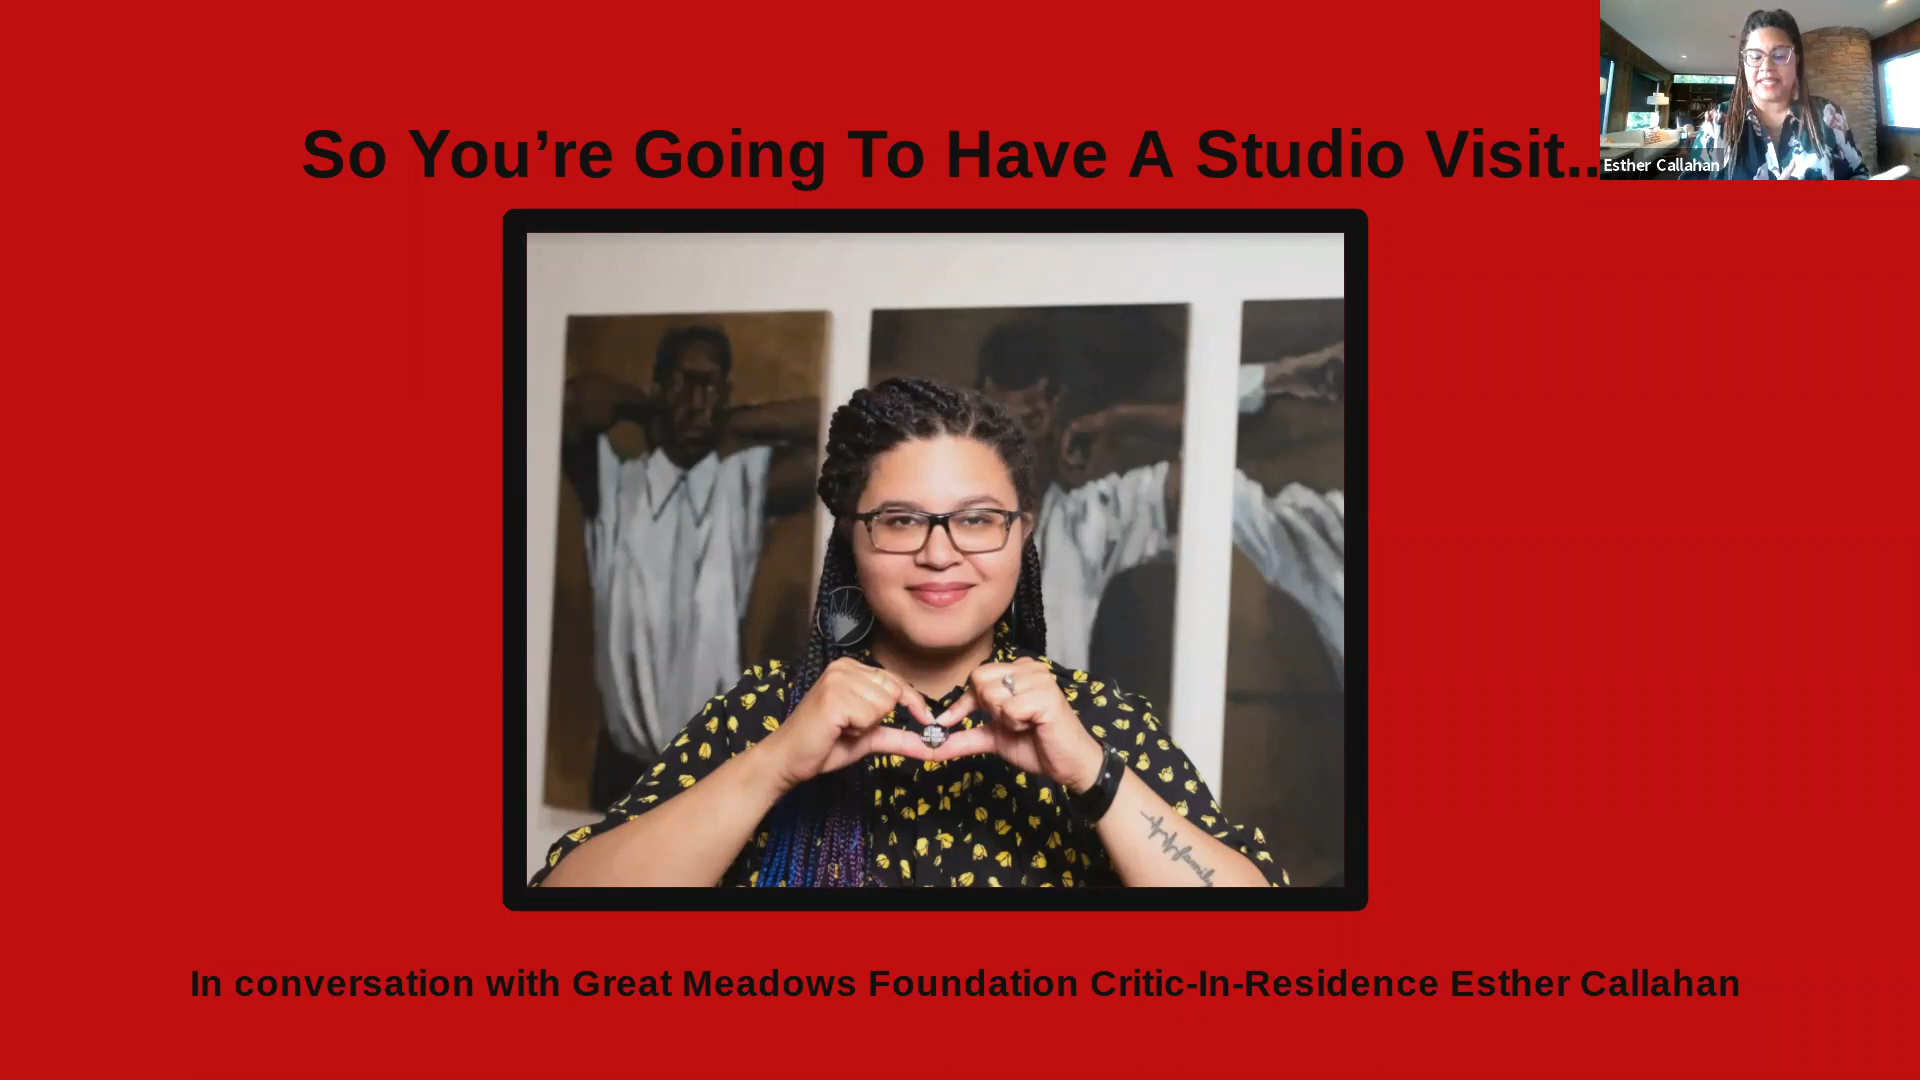 So You’re Going To Have A Studio Visit..
Esther Callahan
family
In conversation with Great Meadows Foundation Critic-In-Residence Esther Callahan